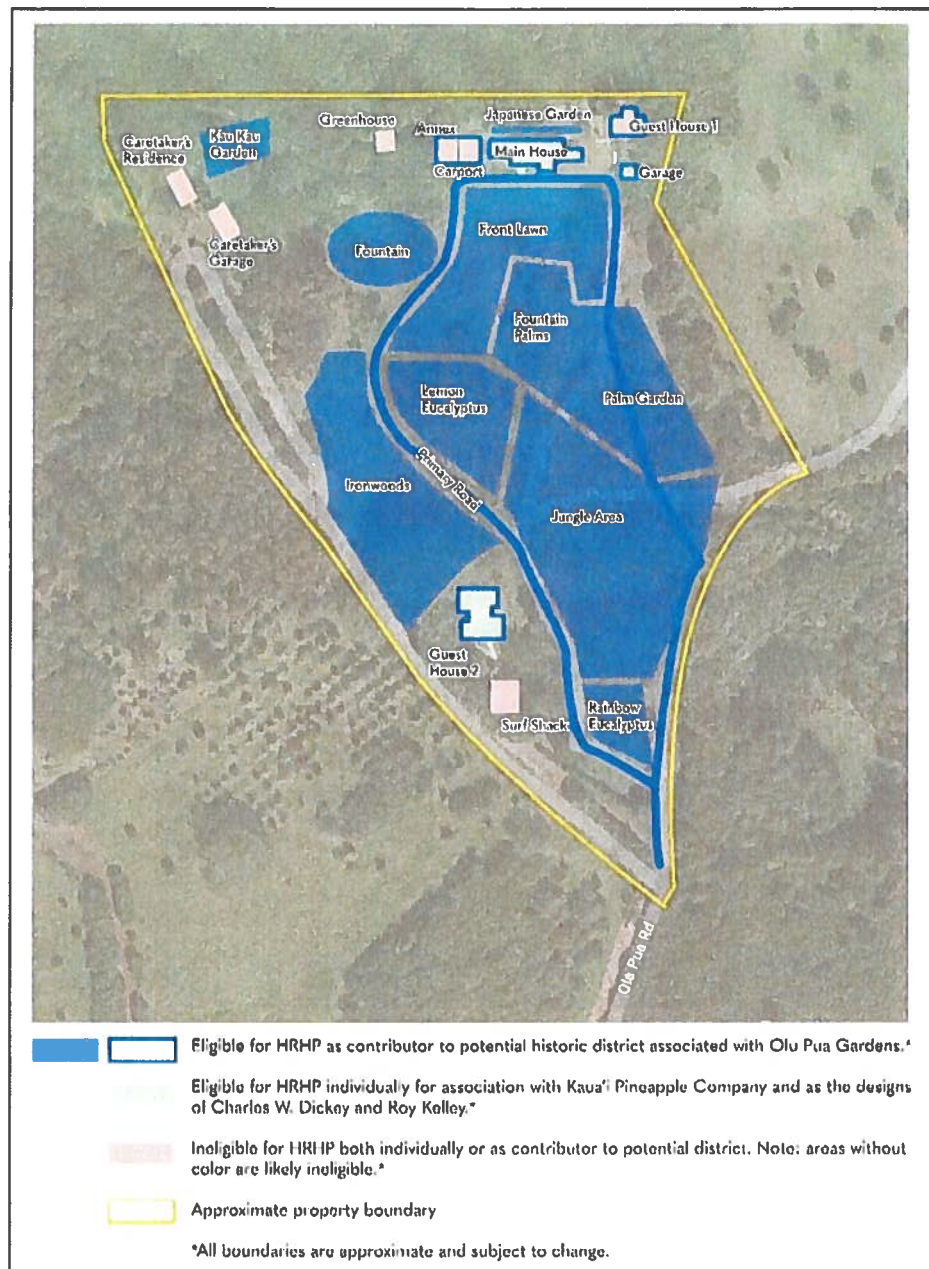 Japanese Garden
Greenhouse
Annex
Guest House 1
Kau Kau
Garden
Main House
Caretaker's
Residence
Carport
Garage
Front Lawn
Caretaker's
Garage
Fountain
Fountain
Palms
Lemon
Eucalyptus
Palm Garden
Primary Road
Ironwoods
Jungle Area
Guest
House 2
Rainbow
Eucalyptus
Surf Shack
Olu Pua Rd
Eligible for HRHP as contributor to potential historic district associated with Olu Pua Gardens.*
Eligible for HRHP individually for association with Kaua'i Pineapple Company and as the designs
of Charles W. Dickey and Roy Kelley.*
Ineligible for HRHP both individually or as contributor to potential district. Note: areas without
color are likely ineligible.*
Approximate property boundary
*All boundaries are approximate and subject to change.